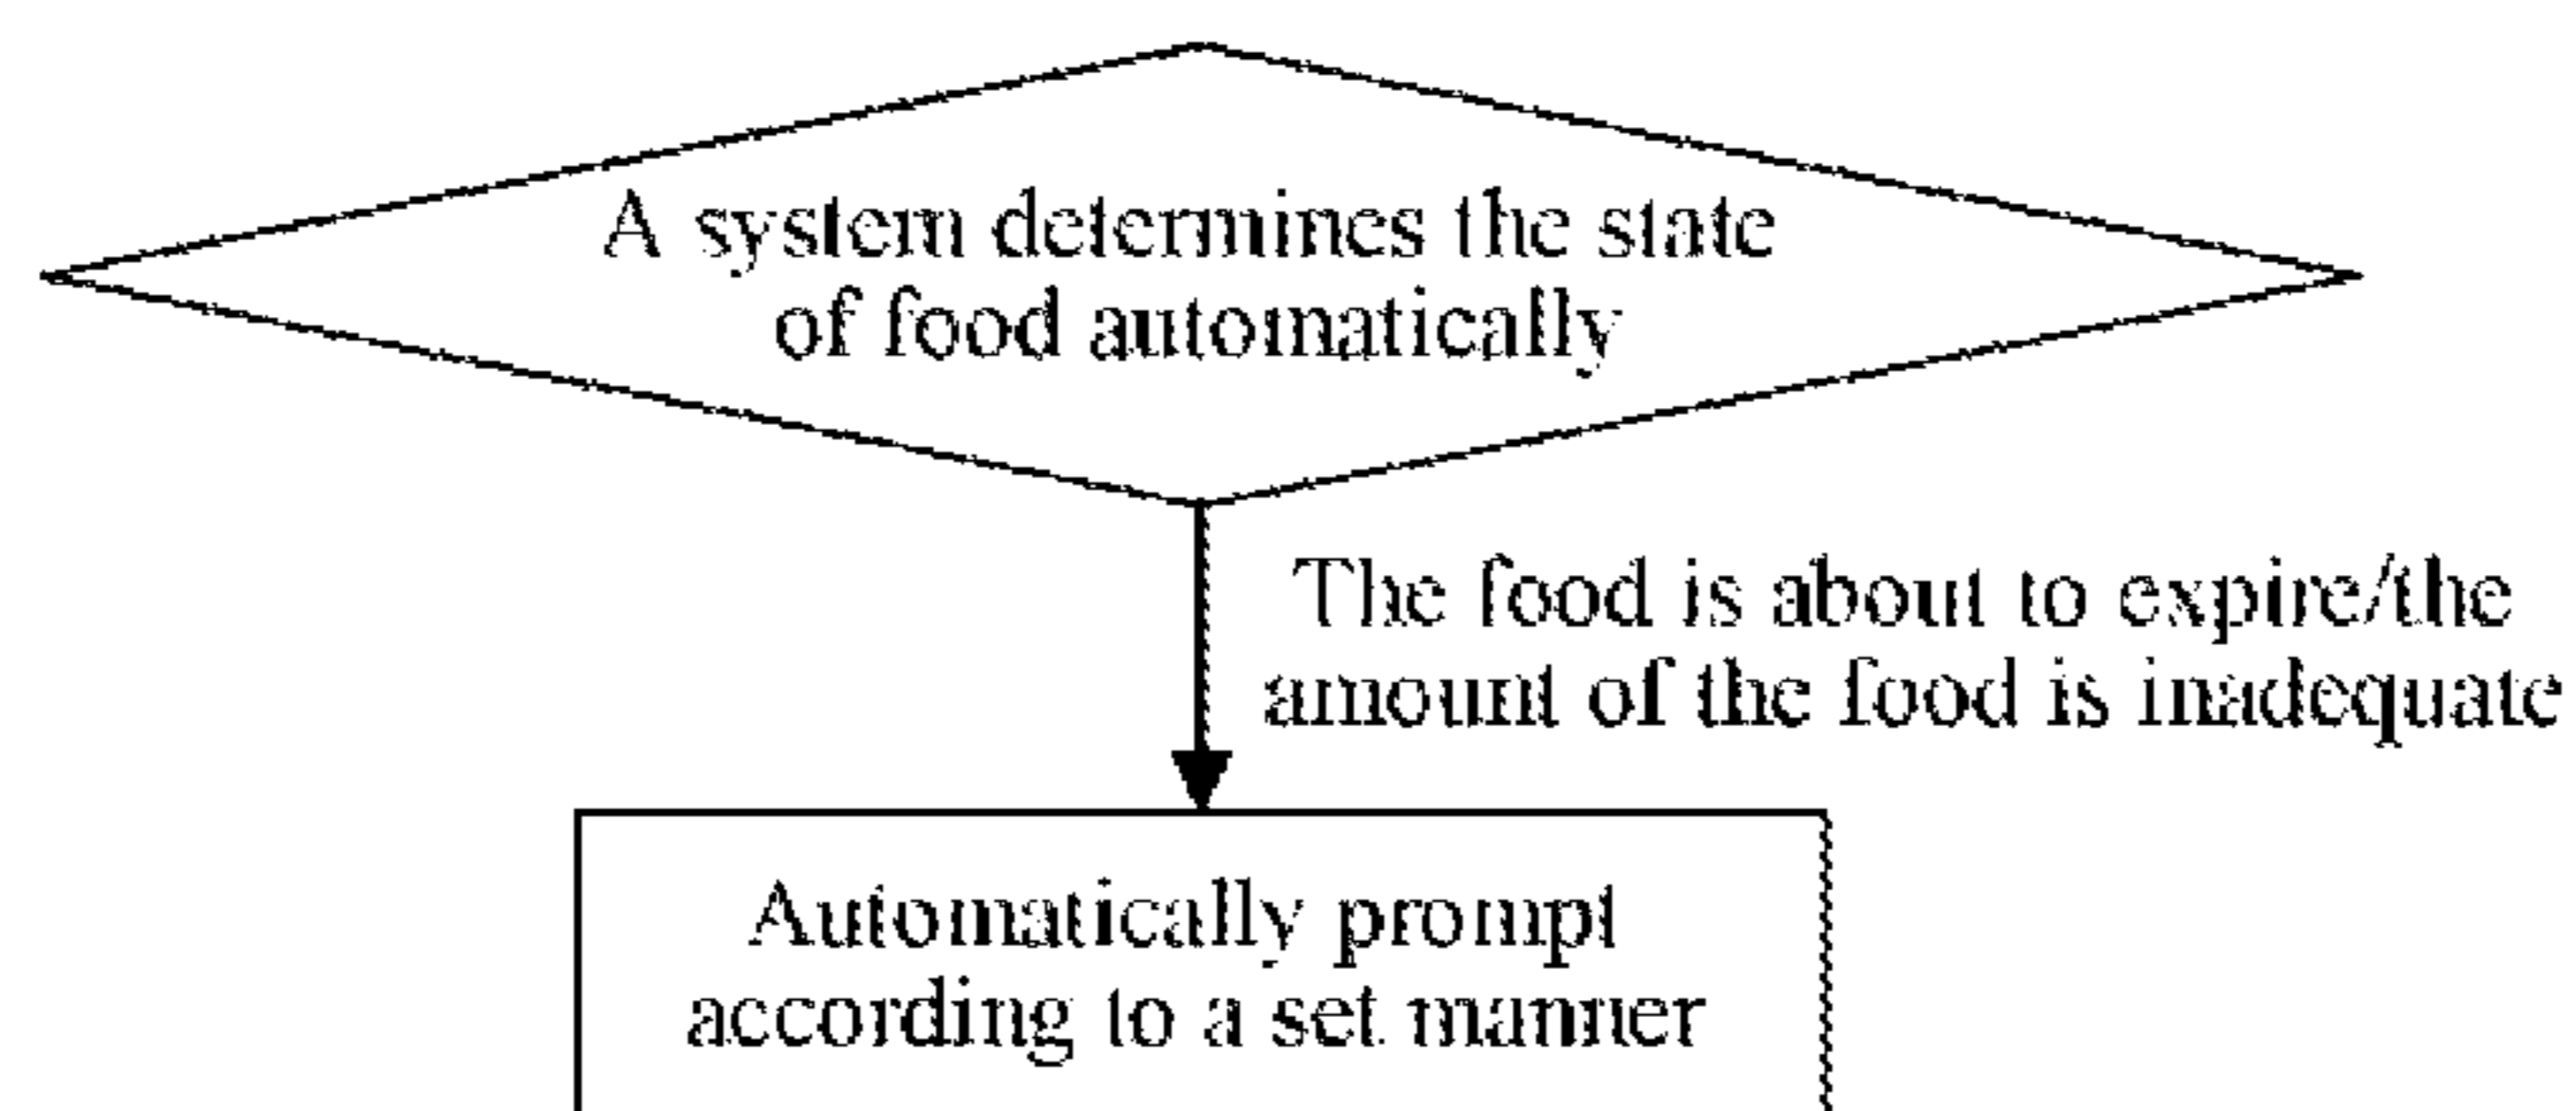 A system determines the state
of food automatically
The food is about to expire/the
amount of the food is inadequate
Automatically prompt
according to a set manner